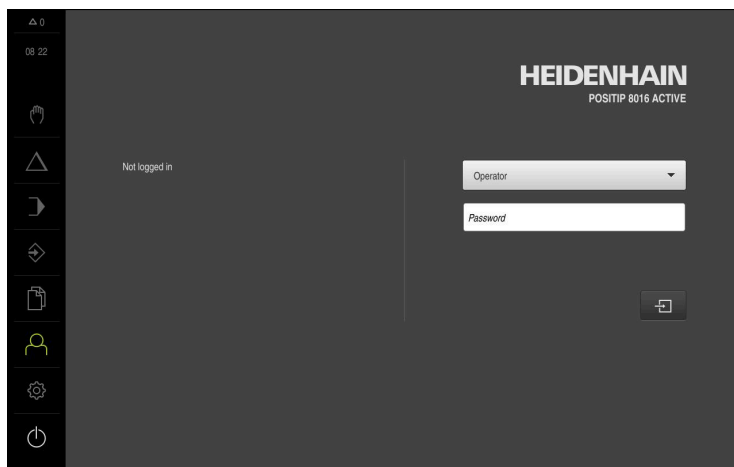 0
08 22
HEIDENHAIN
POSITIP 8016 ACTIVE
Not logged in
Operator
Password